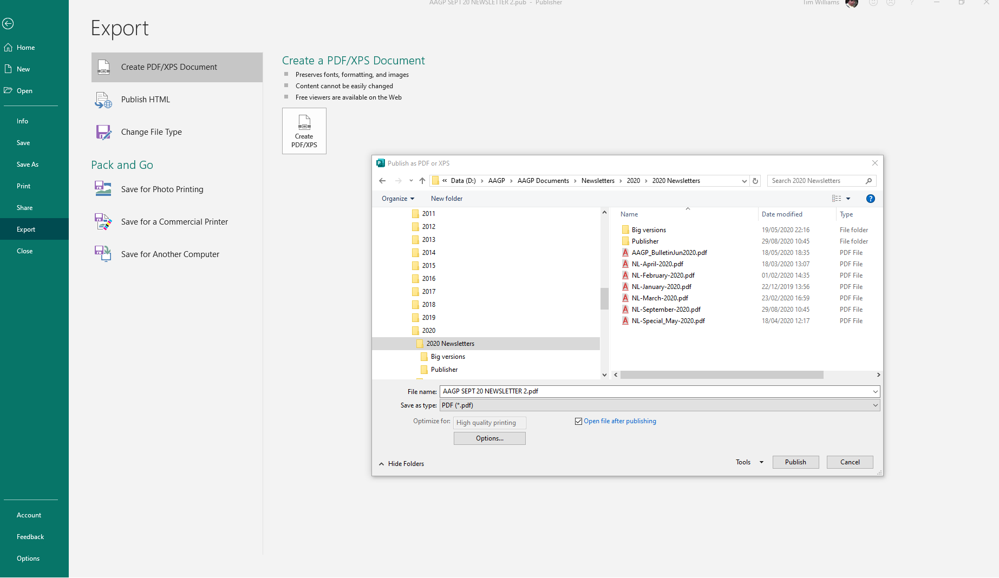 AAGP SEPT 20 NEWSLETTER 2.pub - Publisher
Tim Williams
Export
Home
New
Open
Info
Save
Save As
Print
Share
Export
Close
Account
Feedback
Options
Create PDF/XPS Document
Publish HTML
Change File Type
Pack and Go
Save for Photo Printing
Save for a Commercial Printer
Save for Another Computer
Create a PDF/XPS Document
Preserves fonts, formatting, and images
Content cannot be easily changed
Free viewers are available on the Web
Create
PDF/XPS
Publish as PDF or XPS
« Data (D:) › AAGP › AAGP Documents › Newsletters › 2020 › 2020 Newsletters
Search 2020 Newsletters
Organize
New folder
2011
2012
2013
2014
2015
2016
2017
2018
2019
2020
2020 Newsletters
Big versions
Publisher
Name Date modified Type
Big versions 19/05/2020 22:16 File folder
Publisher 29/08/2020 10:45 File folder
AAGP_BulletinJun2020.pdf 18/05/2020 18:35 PDF File
NL-April-2020.pdf 18/03/2020 13:07 PDF File
NL-February-2020.pdf 01/02/2020 14:35 PDF File
NL-January-2020.pdf 22/12/2019 13:56 PDF File
NL-March-2020.pdf 23/02/2020 16:59 PDF File
NL-September-2020.pdf 29/08/2020 10:45 PDF File
NL-Special_May-2020.pdf 18/04/2020 12:17 PDF File
File name: AAGP SEPT 20 NEWSLETTER 2.pdf
Save as type: PDF (*.pdf)
Optimize for: High quality printing
Open file after publishing
Options...
Hide Folders
Tools
Publish
Cancel